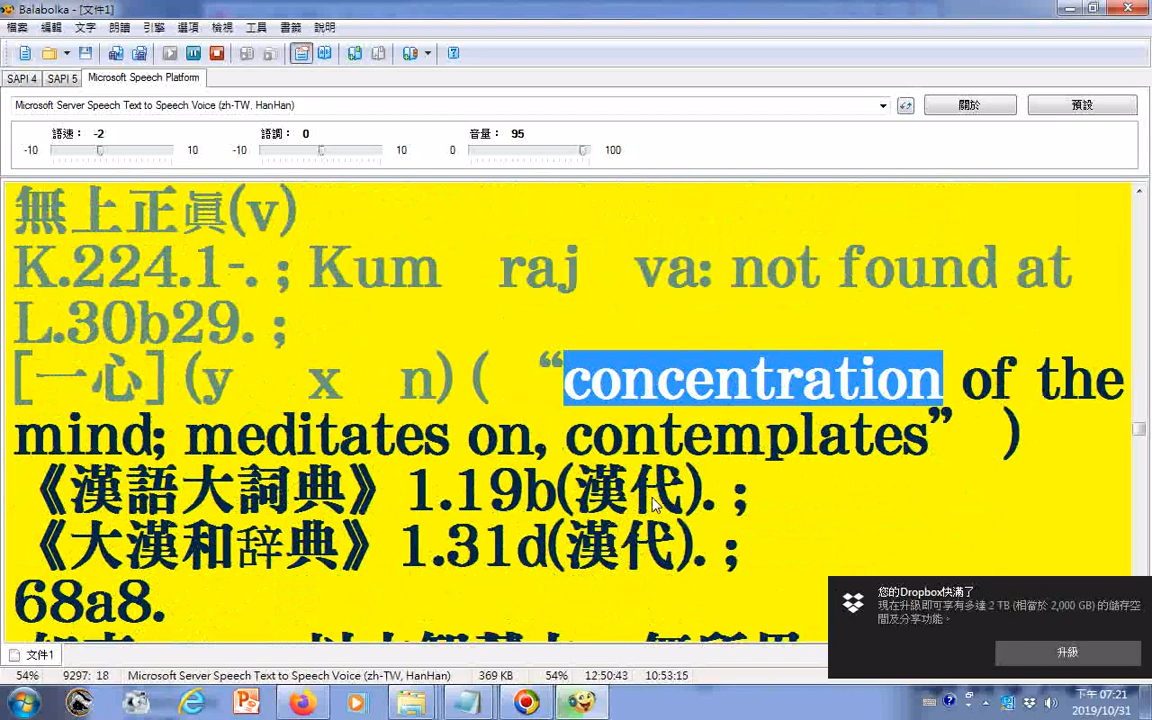 Balabolka - [文件1]
檔案 編輯 文字 朗讀 引擎 選項 檢視 工具 書籤 說明
SAPI 4 SAPI 5 Microsoft Speech Platform
Microsoft Server Speech Text to Speech Voice (zh-TW, HanHan) 關於 預設
語速： -2 語調： 0 音量： 95
-10 10 -10 10 0 100
無上正眞(v)
K.224.1-. ; Kum raj va: not found at
L.30b29. ;
[一心] (y x n) ( “concentration of the
mind; meditates on, contemplates” )
《漢語大詞典》 1.19b(漢代). ;
《大漢和辞典》 1.31d(漢代). ;
68a8.
您的Dropbox快滿了
現在升級即可享有多達 2 TB (相當於 2,000 GB) 的儲存空
間及分享功能。
升級
文件1
54% 9297: 18 Microsoft Server Speech Text to Speech Voice (zh-TW, HanHan) 369 KB 54% 12:50:43 10:53:15
下午 07:21
2019/10/31